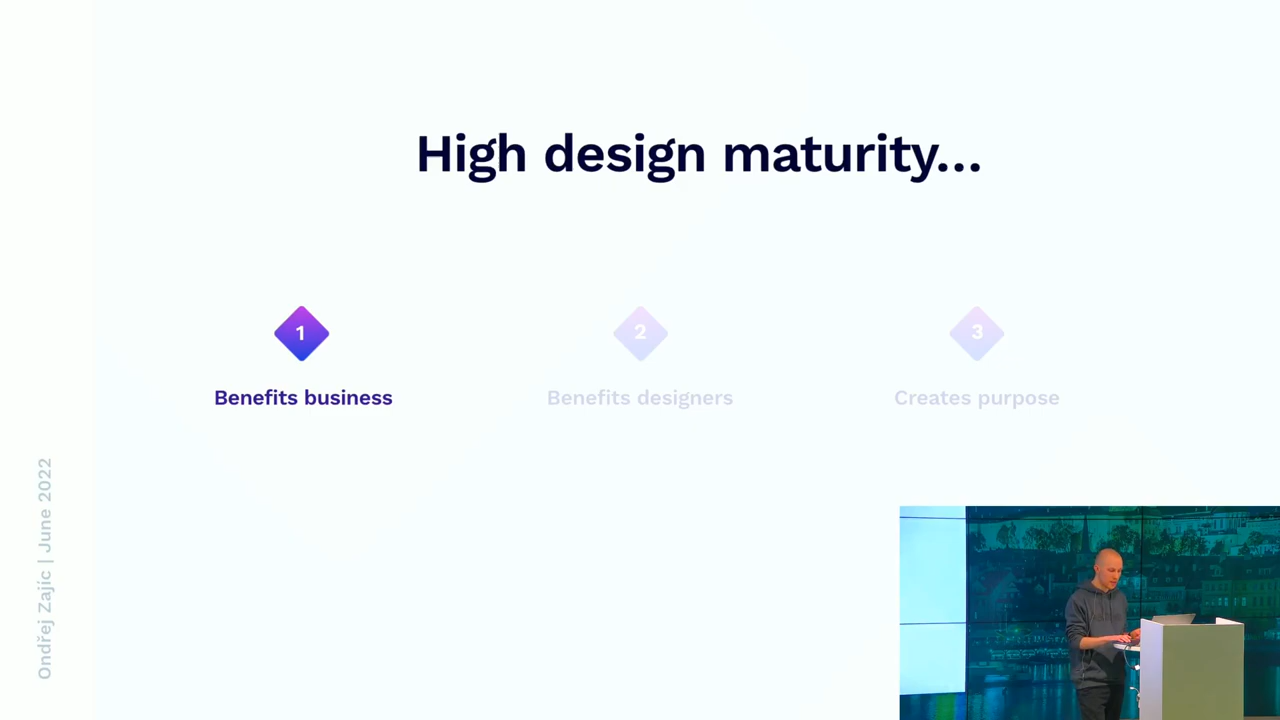 High design maturity...
1
2
3
Benefits business
Benefits designers
Creates purpose
Ondřej Zajíc | June 2022